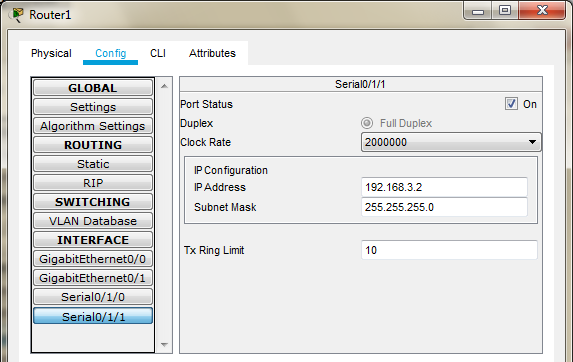 Router1
Physical Config CLI Attributes
GLOBAL
Settings
Algorithm Settings
ROUTING
Static
RIP
SWITCHING
VLAN Database
INTERFACE
GigabitEthernet0/0
GigabitEthernet0/1
Serial0/1/0
Serial0/1/1
Serial0/1/1
Port Status On
Duplex Full Duplex
Clock Rate 2000000
IP Configuration
IP Address 192.168.3.2
Subnet Mask 255.255.255.0
Tx Ring Limit 10